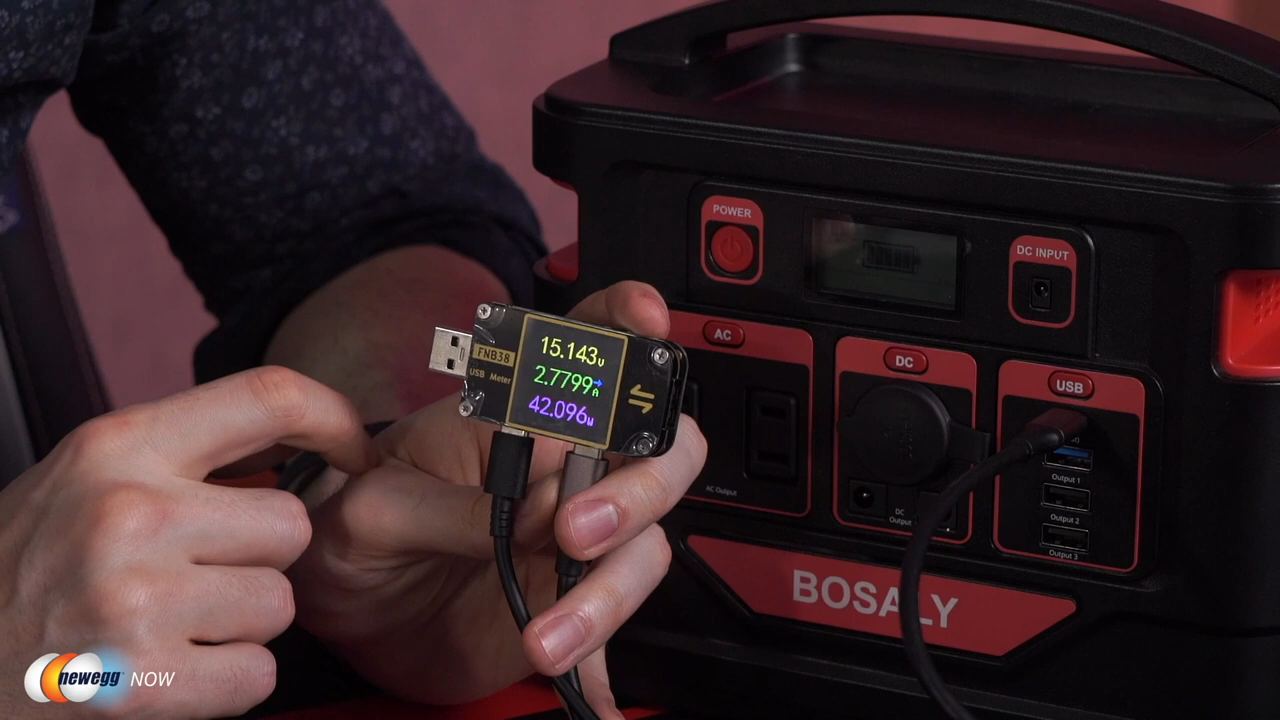 POWER
DC INPUT
AC
DC
USB
FNB38
USB Meter
15.143V
2.7799A
42.096W
Output 1
Output 2
Output 3
AC Output
DC
Output
BOSALY
newegg NOW